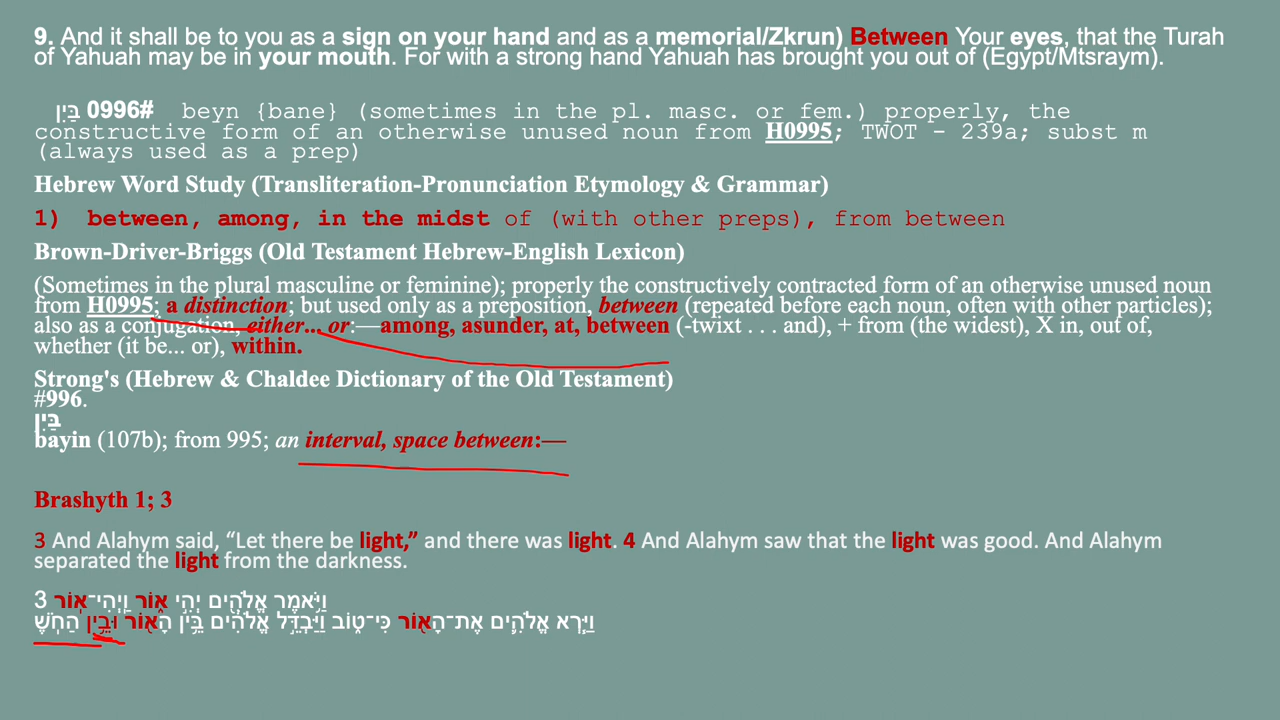 9. And it shall be to you as a sign on your hand and as a memorial/Zkrun) Between Your eyes, that the Turah
of Yahuah may be in your mouth. For with a strong hand Yahuah has brought you out of (Egypt/Mtsraym).
בַּיִן 0996# beyn {bane} (sometimes in the pl. masc. or fem.) properly, the
constructive form of an otherwise unused noun from H0995; TWOT - 239a; subst m
(always used as a prep)
Hebrew Word Study (Transliteration-Pronunciation Etymology & Grammar)
1) between, among, in the midst of (with other preps), from between
Brown-Driver-Briggs (Old Testament Hebrew-English Lexicon)
(Sometimes in the plural masculine or feminine); properly the constructively contracted form of an otherwise unused noun
from H0995; a distinction; but used only as a preposition, between (repeated before each noun, often with other particles);
also as a conjugation, either... or:—among, asunder, at, between (-twixt . . . and), + from (the widest), X in, out of,
whether (it be... or), within.
Strong's (Hebrew & Chaldee Dictionary of the Old Testament)
#996.
בַּיִן
bayin (107b); from 995; an interval, space between:—
Brashyth 1; 3
3 And Alahym said, “Let there be light,” and there was light. 4 And Alahym saw that the light was good. And Alahym
separated the light from the darkness.
וַיֹּ֥אמֶר אֱלֹהִ֖ים יְהִ֣י א֑וֹר וַֽיְהִי־אֽוֹר 3
וַיַּ֧רְא אֱלֹהִ֛ים אֶת־הָא֖וֹר כִּי־ט֑וֹב וַיַּבְדֵּ֣ל אֱלֹהִ֔ים בֵּ֥ין הָא֖וֹר וּבֵ֥ין הַחֹֽשֶׁ